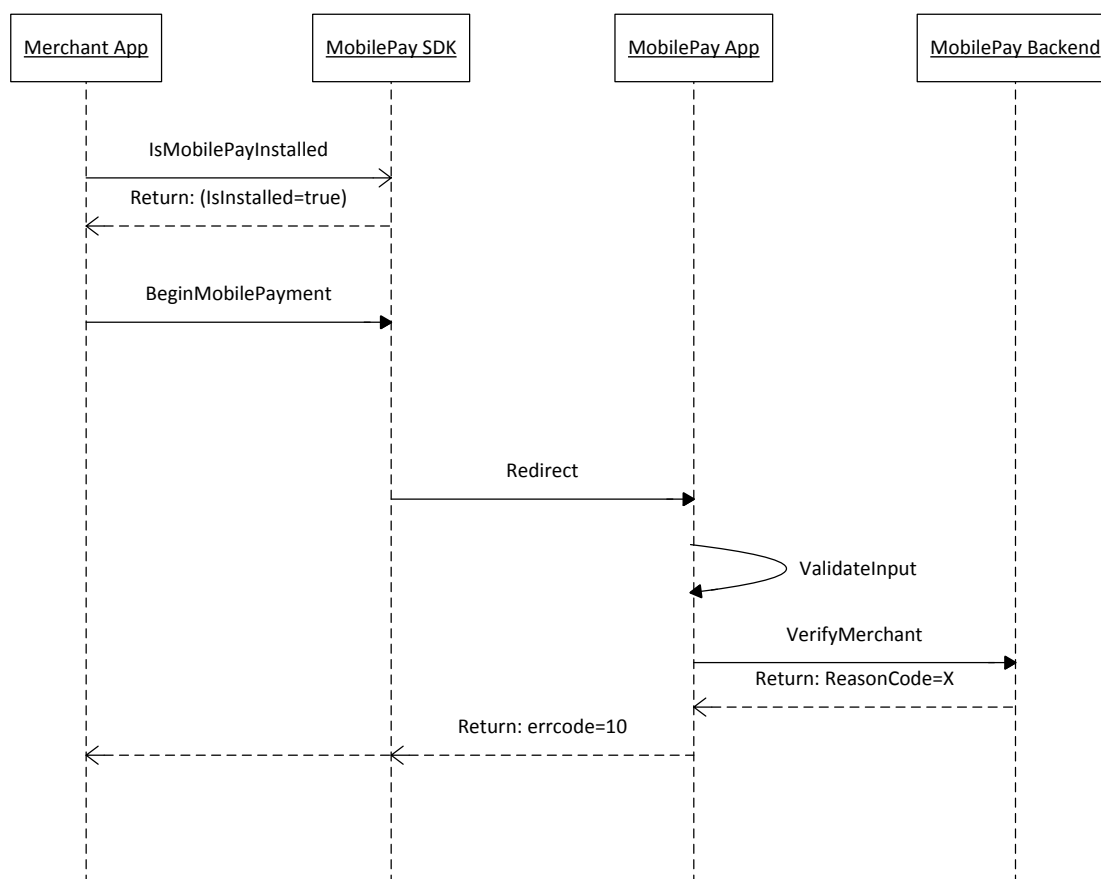 Merchant App
MobilePay SDK
MobilePay App
MobilePay Backend
IsMobilePayInstalled
Return: (IsInstalled=true)
BeginMobilePayment
Redirect
ValidateInput
VerifyMerchant
Return: ReasonCode=X
Return: errcode=10